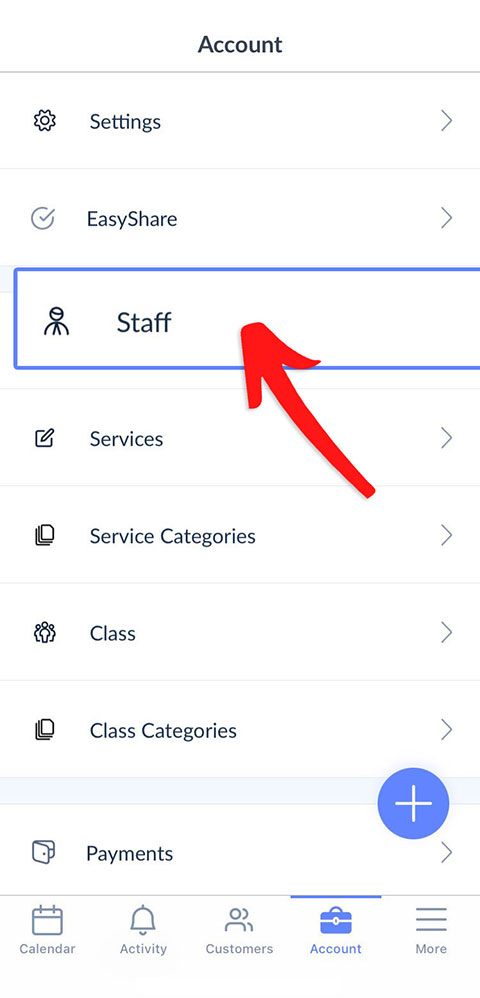 Account
Settings
EasyShare
Staff
Services
Service Categories
Class
Class Categories
Payments
Calendar
Activity
Customers
Account
More